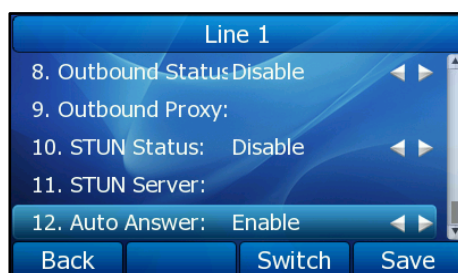 Line 1
8. Outbound Status Disable
9. Outbound Proxy:
10. STUN Status: Disable
11. STUN Server:
12. Auto Answer: Enable
Back Switch Save